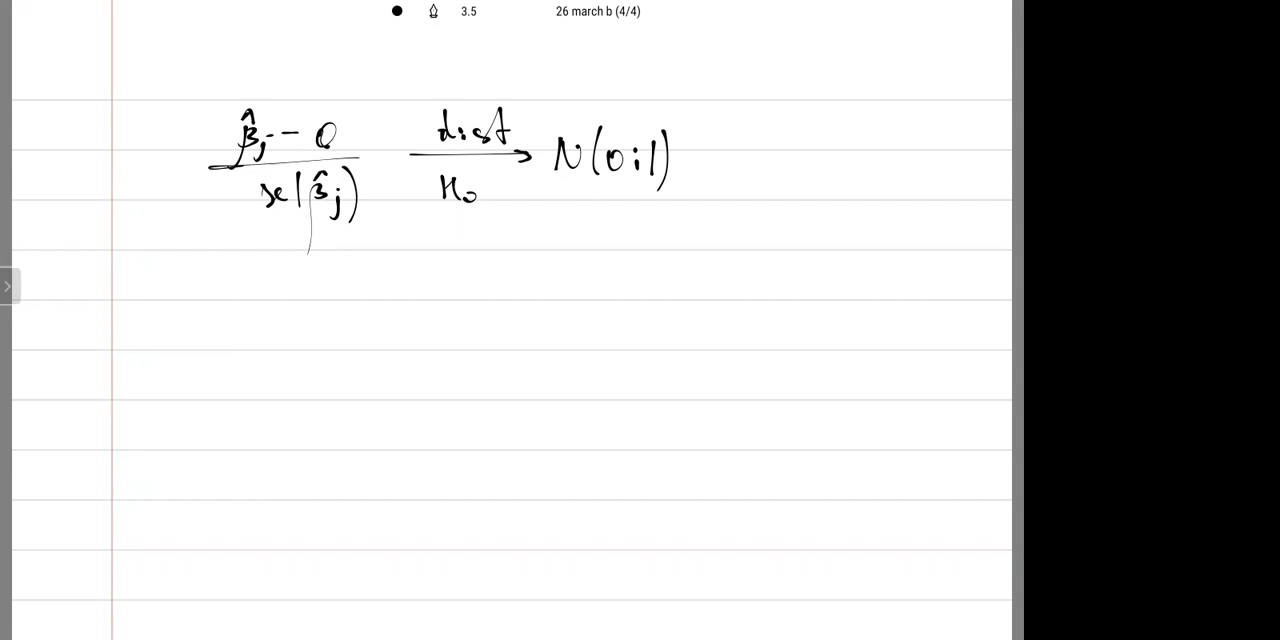 3.5 26 march b (4/4)
β̂j - 0 dist
se(β̂j) H0 N(0;1)